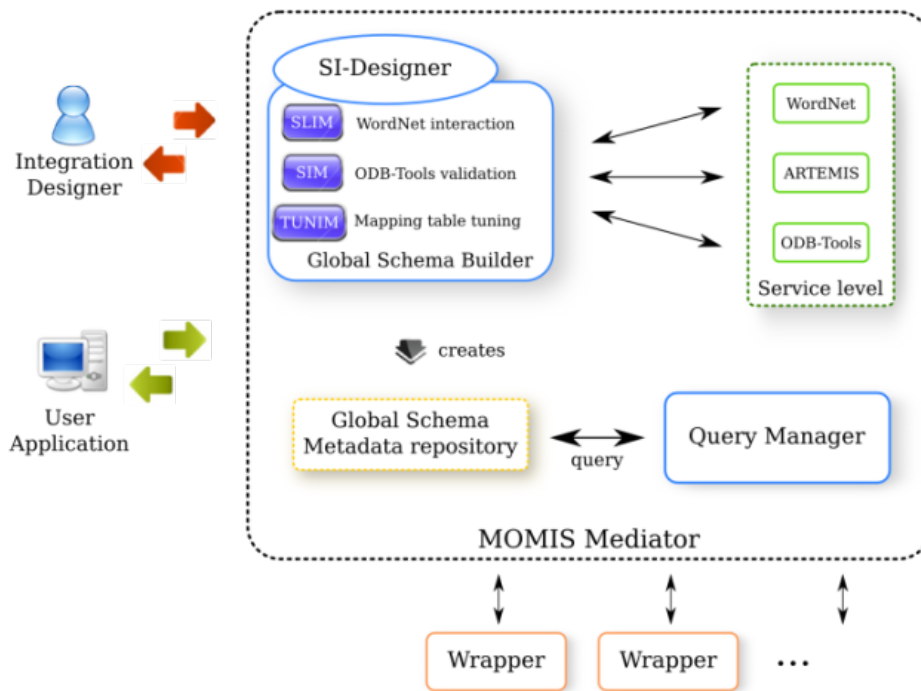 SI-Designer
SLIM WordNet interaction
SIM ODB-Tools validation
TUNIM Mapping table tuning
Global Schema Builder
WordNet
ARTEMIS
ODB-Tools
Service level
Integration
Designer
creates
User
Application
Global Schema
Metadata repository
query
Query Manager
MOMIS Mediator
Wrapper
Wrapper
...